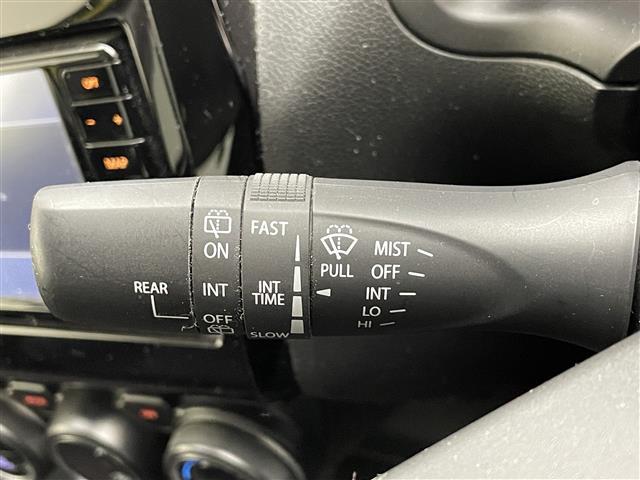 ON
INT
OFF
REAR
FAST
INT
TIME
SLOW
PULL
MIST
OFF
INT
LO
HI